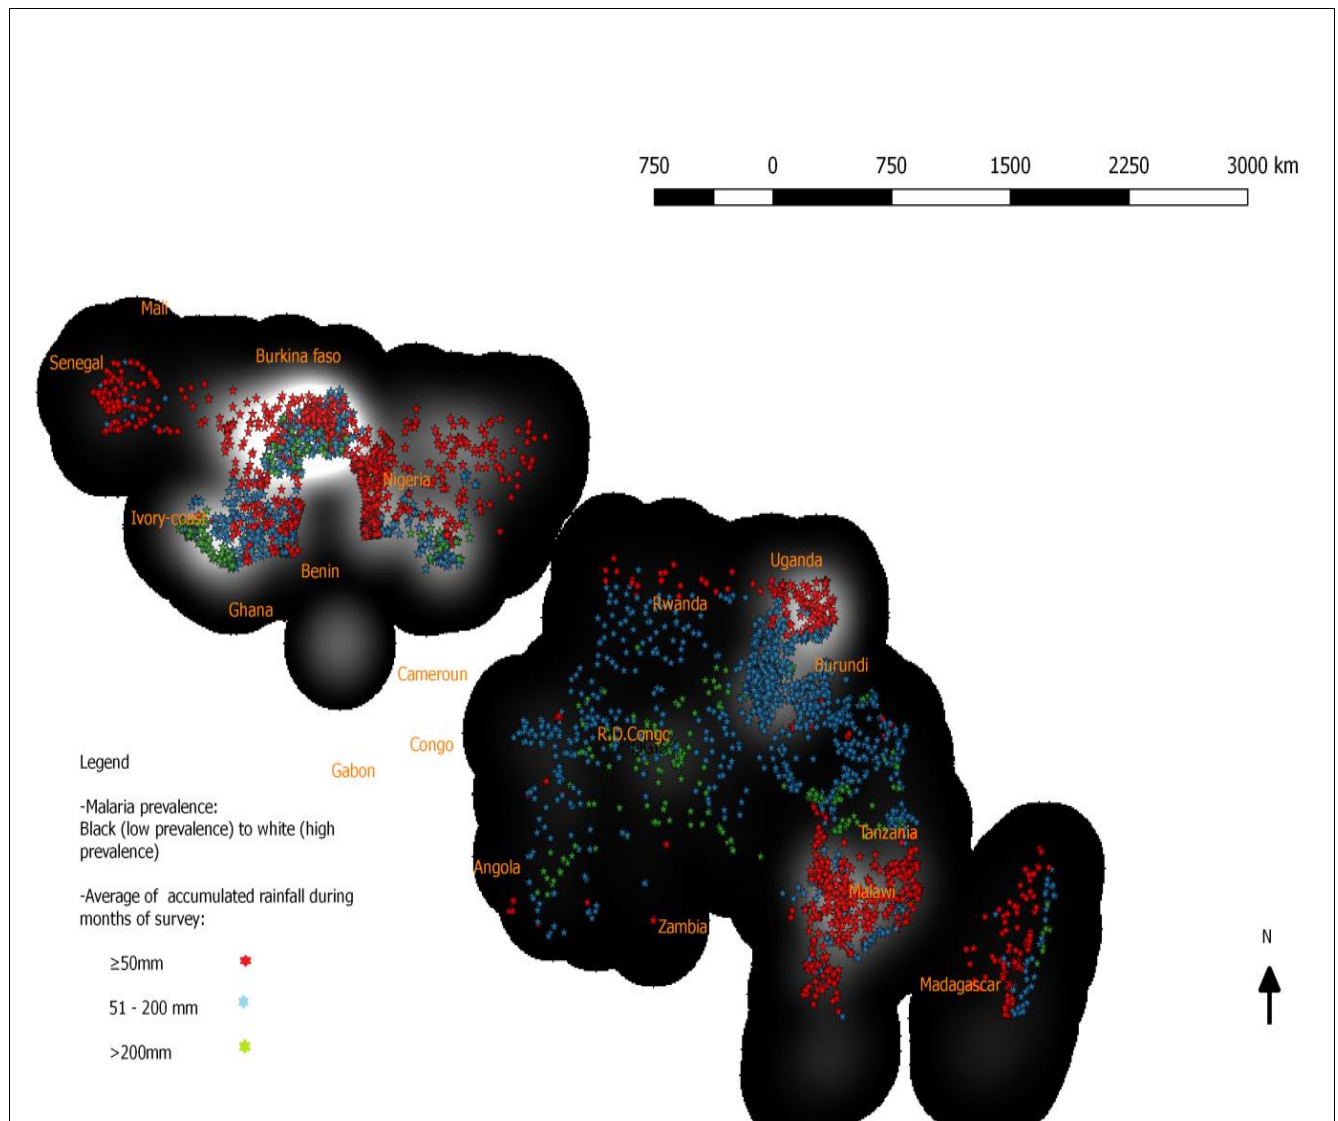 750 0 750 1500 2250 3000 km
Mali
Senegal
Burkina faso
Nigeria
Ivory-coast
Benin
Ghana
Uganda
Rwanda
Burundi
Cameroun
R.D.Congo
Congo
Gabon
Tanzania
Angola
Malawi
Zambia
Madagascar
N
Legend
-Malaria prevalence:
Black (low prevalence) to white (high
prevalence)
-Average of accumulated rainfall during
months of survey:
≥50mm
51 - 200 mm
>200mm